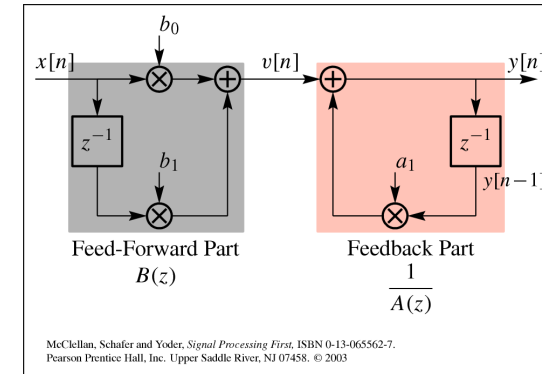 b₀
x[n] v[n] y[n]
z⁻¹ z⁻¹
b₁ a₁ y[n−1]
Feed-Forward Part
B(z)
Feedback Part
1
A(z)
McClellan, Schafer and Yoder, Signal Processing First, ISBN 0-13-065562-7.
Pearson Prentice Hall, Inc. Upper Saddle River, NJ 07458. © 2003